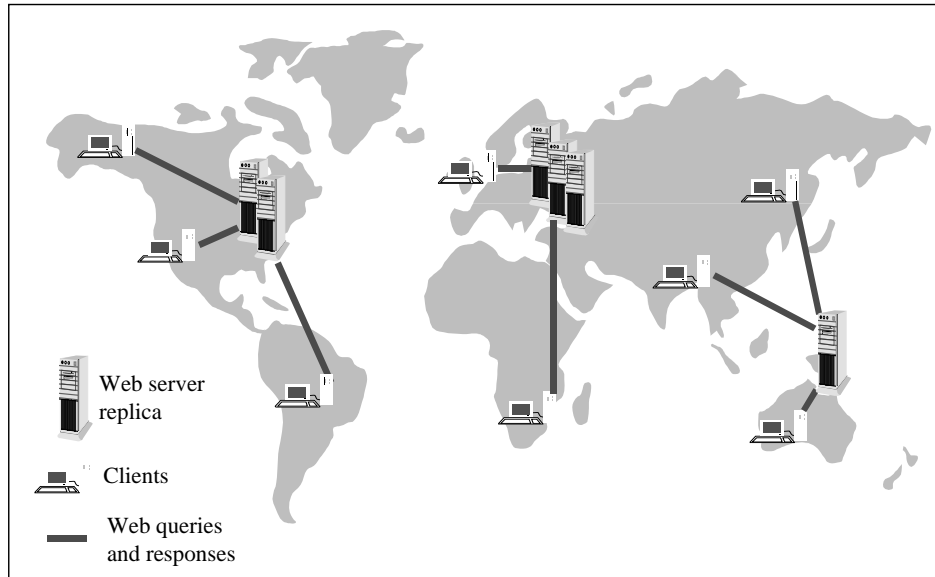 Web server
replica
Clients
Web queries
and responses